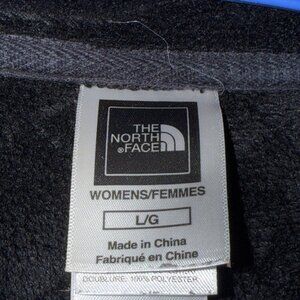 THE
NORTH
FACE
WOMENS/FEMMES
L/G
Made in China
Fabriqué en Chine
DOUBLURE: 100% POLYESTER